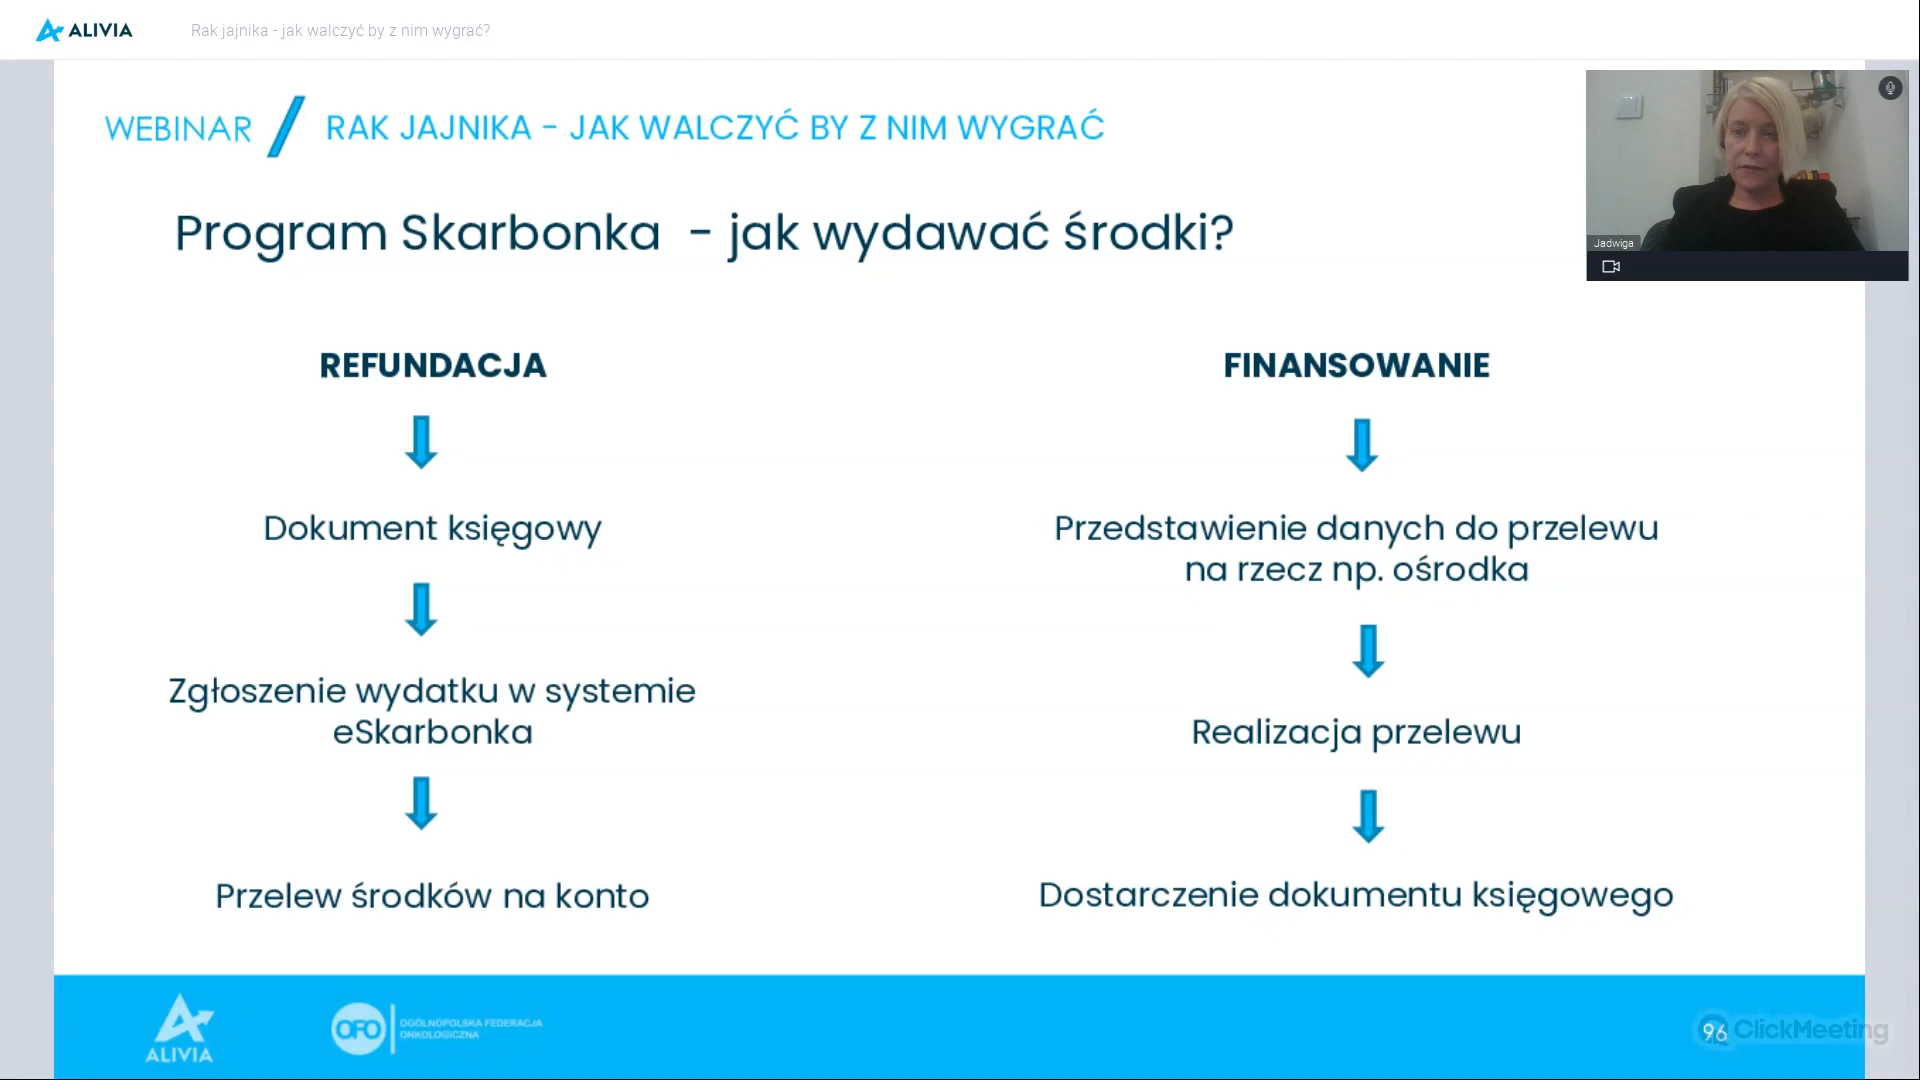 ALIVIA
Rak jajnika - jak walczyć by z nim wygrać?
WEBINAR / RAK JAJNIKA - JAK WALCZYĆ BY Z NIM WYGRAĆ
Jadwiga
Program Skarbonka - jak wydawać środki?
REFUNDACJA
Dokument księgowy
Zgłoszenie wydatku w systemie
eSkarbonka
Przelew środków na konto
FINANSOWANIE
Przedstawienie danych do przelewu
na rzecz np. ośrodka
Realizacja przelewu
Dostarczenie dokumentu księgowego
ALIVIA
OFO
OGÓLNOPOLSKA FEDERACJA
ONKOLOGICZNA
96
ClickMeeting